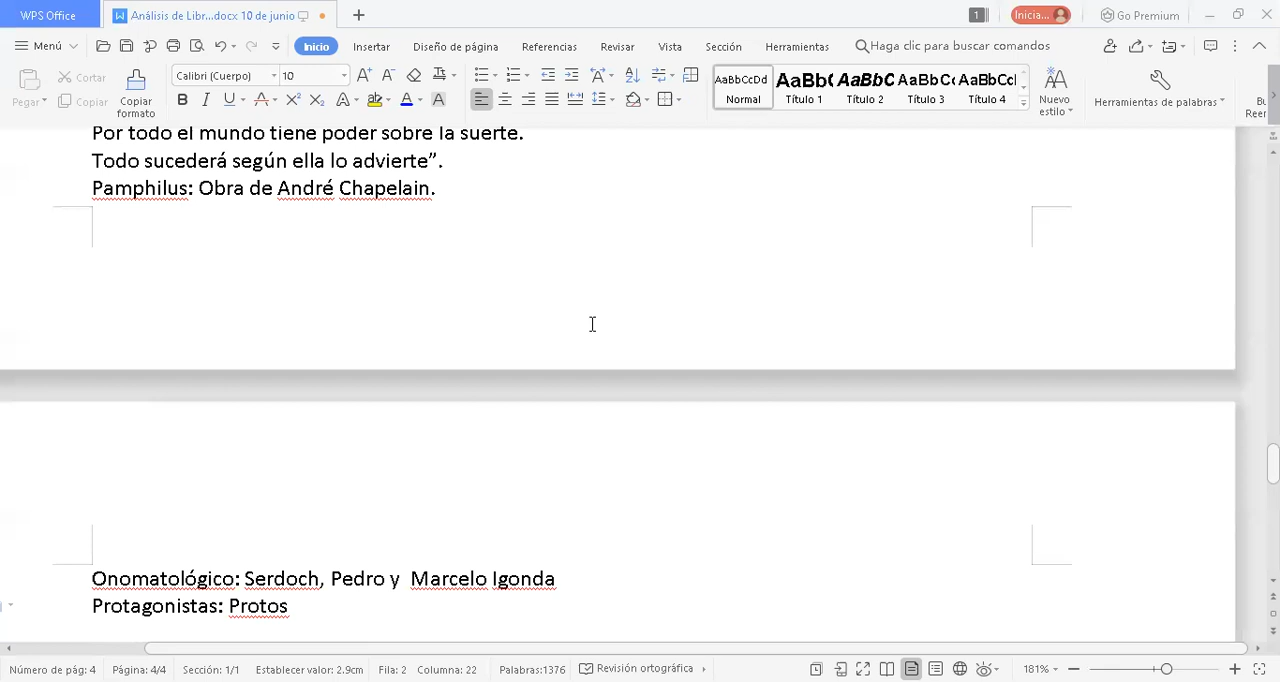 WPS Office
Análisis de Libr...docx 10 de junio
1
Inicia...
Go Premium
Menú
Inicio
Insertar
Diseño de página
Referencias
Revisar
Vista
Sección
Herramientas
Haga clic para buscar comandos
Pegar
Cortar
Copiar
Copiar formato
Calibri (Cuerpo)
10
AaBbCcDd
Normal
AaBb(
Título 1
AaBbC
Título 2
AaBbC
Título 3
AaBbCcl
Título 4
Nuevo estilo
Herramientas de palabras
Bu
Reem
Por todo el mundo tiene poder sobre la suerte.
Todo sucederá según ella lo advierte”.
Pamphilus: Obra de André Chapelain.
Onomatológico: Serdoch, Pedro y  Marcelo Igonda
Protagonistas: Protos
Número de pág: 4
Página: 4/4
Sección: 1/1
Establecer valor: 2.9cm
Fila: 2
Columna: 22
Palabras:1376
Revisión ortográfica
181%